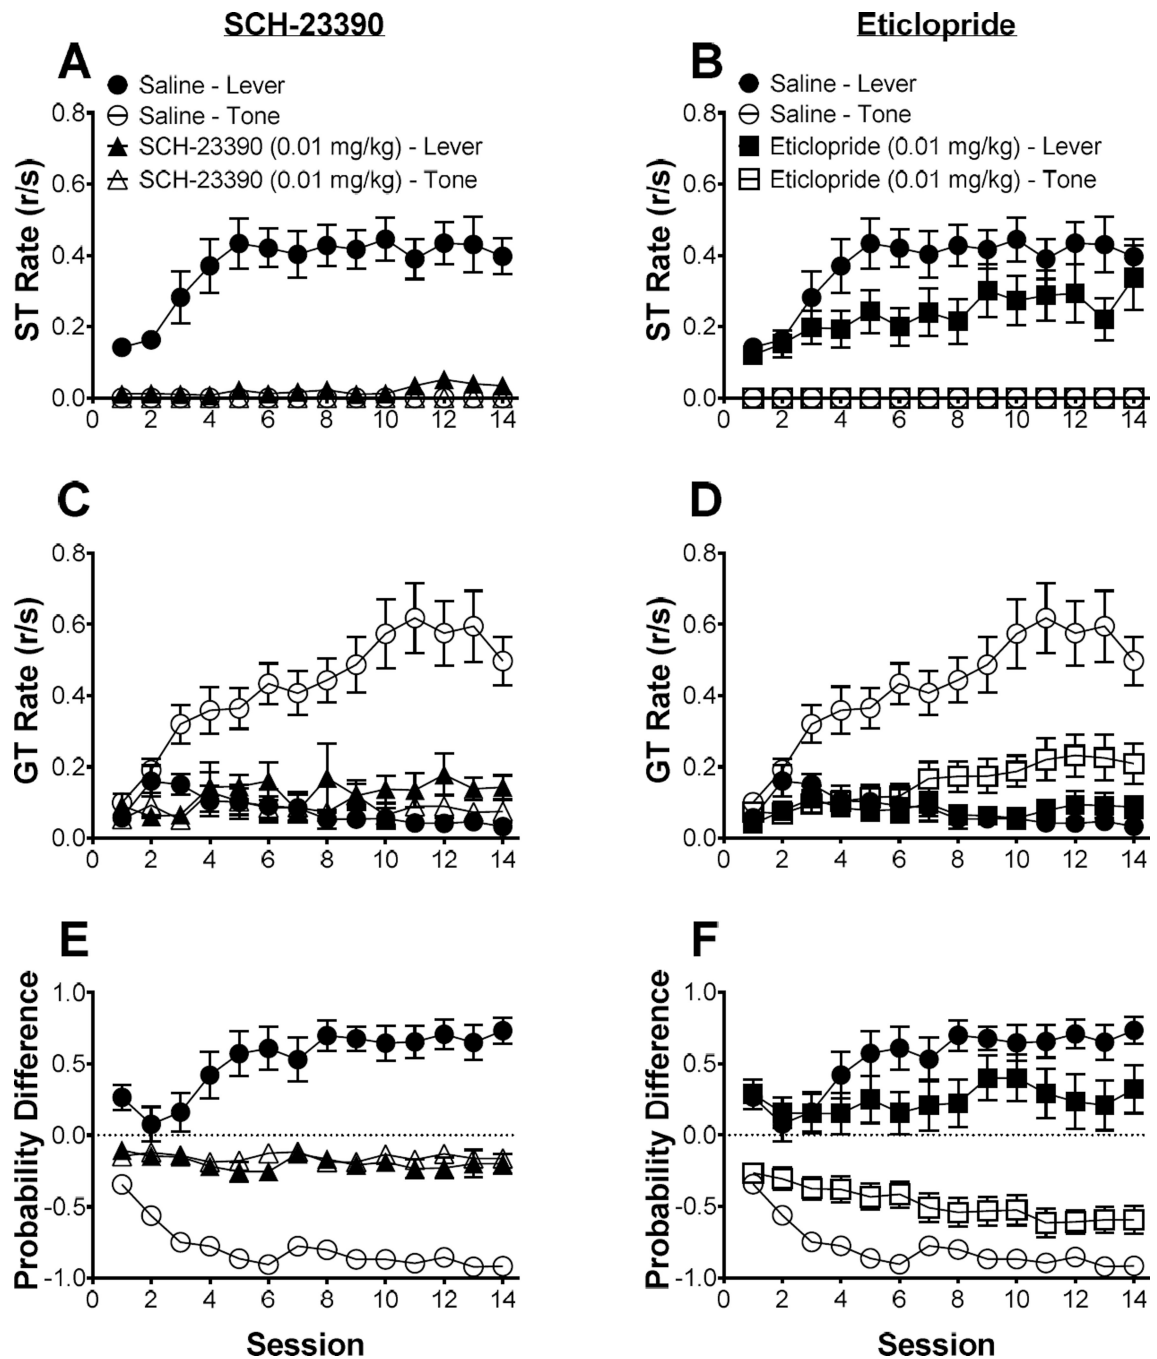 SCH-23390
Eticlopride
A
Saline - Lever
Saline - Tone
SCH-23390 (0.01 mg/kg) - Lever
SCH-23390 (0.01 mg/kg) - Tone
ST Rate (r/s)
0.8
0.6
0.4
0.2
0.0
0 2 4 6 8 10 12 14
B
Saline - Lever
Saline - Tone
Eticlopride (0.01 mg/kg) - Lever
Eticlopride (0.01 mg/kg) - Tone
ST Rate (r/s)
0.8
0.6
0.4
0.2
0.0
0 2 4 6 8 10 12 14
C
GT Rate (r/s)
0.8
0.6
0.4
0.2
0.0
0 2 4 6 8 10 12 14
D
GT Rate (r/s)
0.8
0.6
0.4
0.2
0.0
0 2 4 6 8 10 12 14
E
Probability Difference
1.0
0.5
0.0
-0.5
-1.0
0 2 4 6 8 10 12 14
Session
F
Probability Difference
1.0
0.5
0.0
-0.5
-1.0
0 2 4 6 8 10 12 14
Session